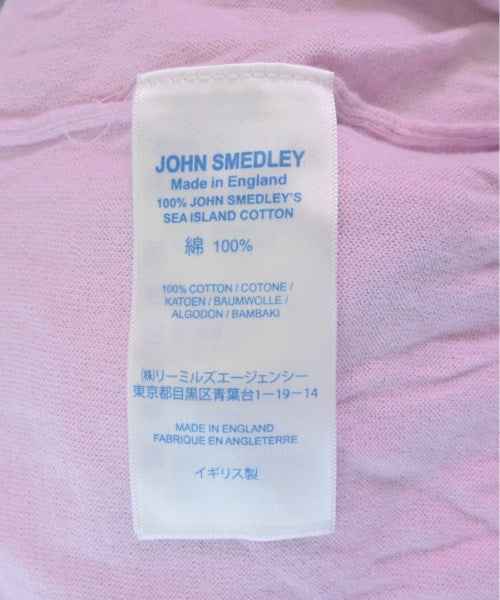 JOHN SMEDLEY
Made in England
100% JOHN SMEDLEY'S
SEA ISLAND COTTON
綿 100%
100% COTTON / COTONE /
KATOEN / BAUMWOLLE /
ALGODON / BAMBAKI
㈱リーミルズエージェンシー
東京都目黒区青葉台1-19-14
MADE IN ENGLAND
FABRIQUE EN ANGLETERRE
イギリス製